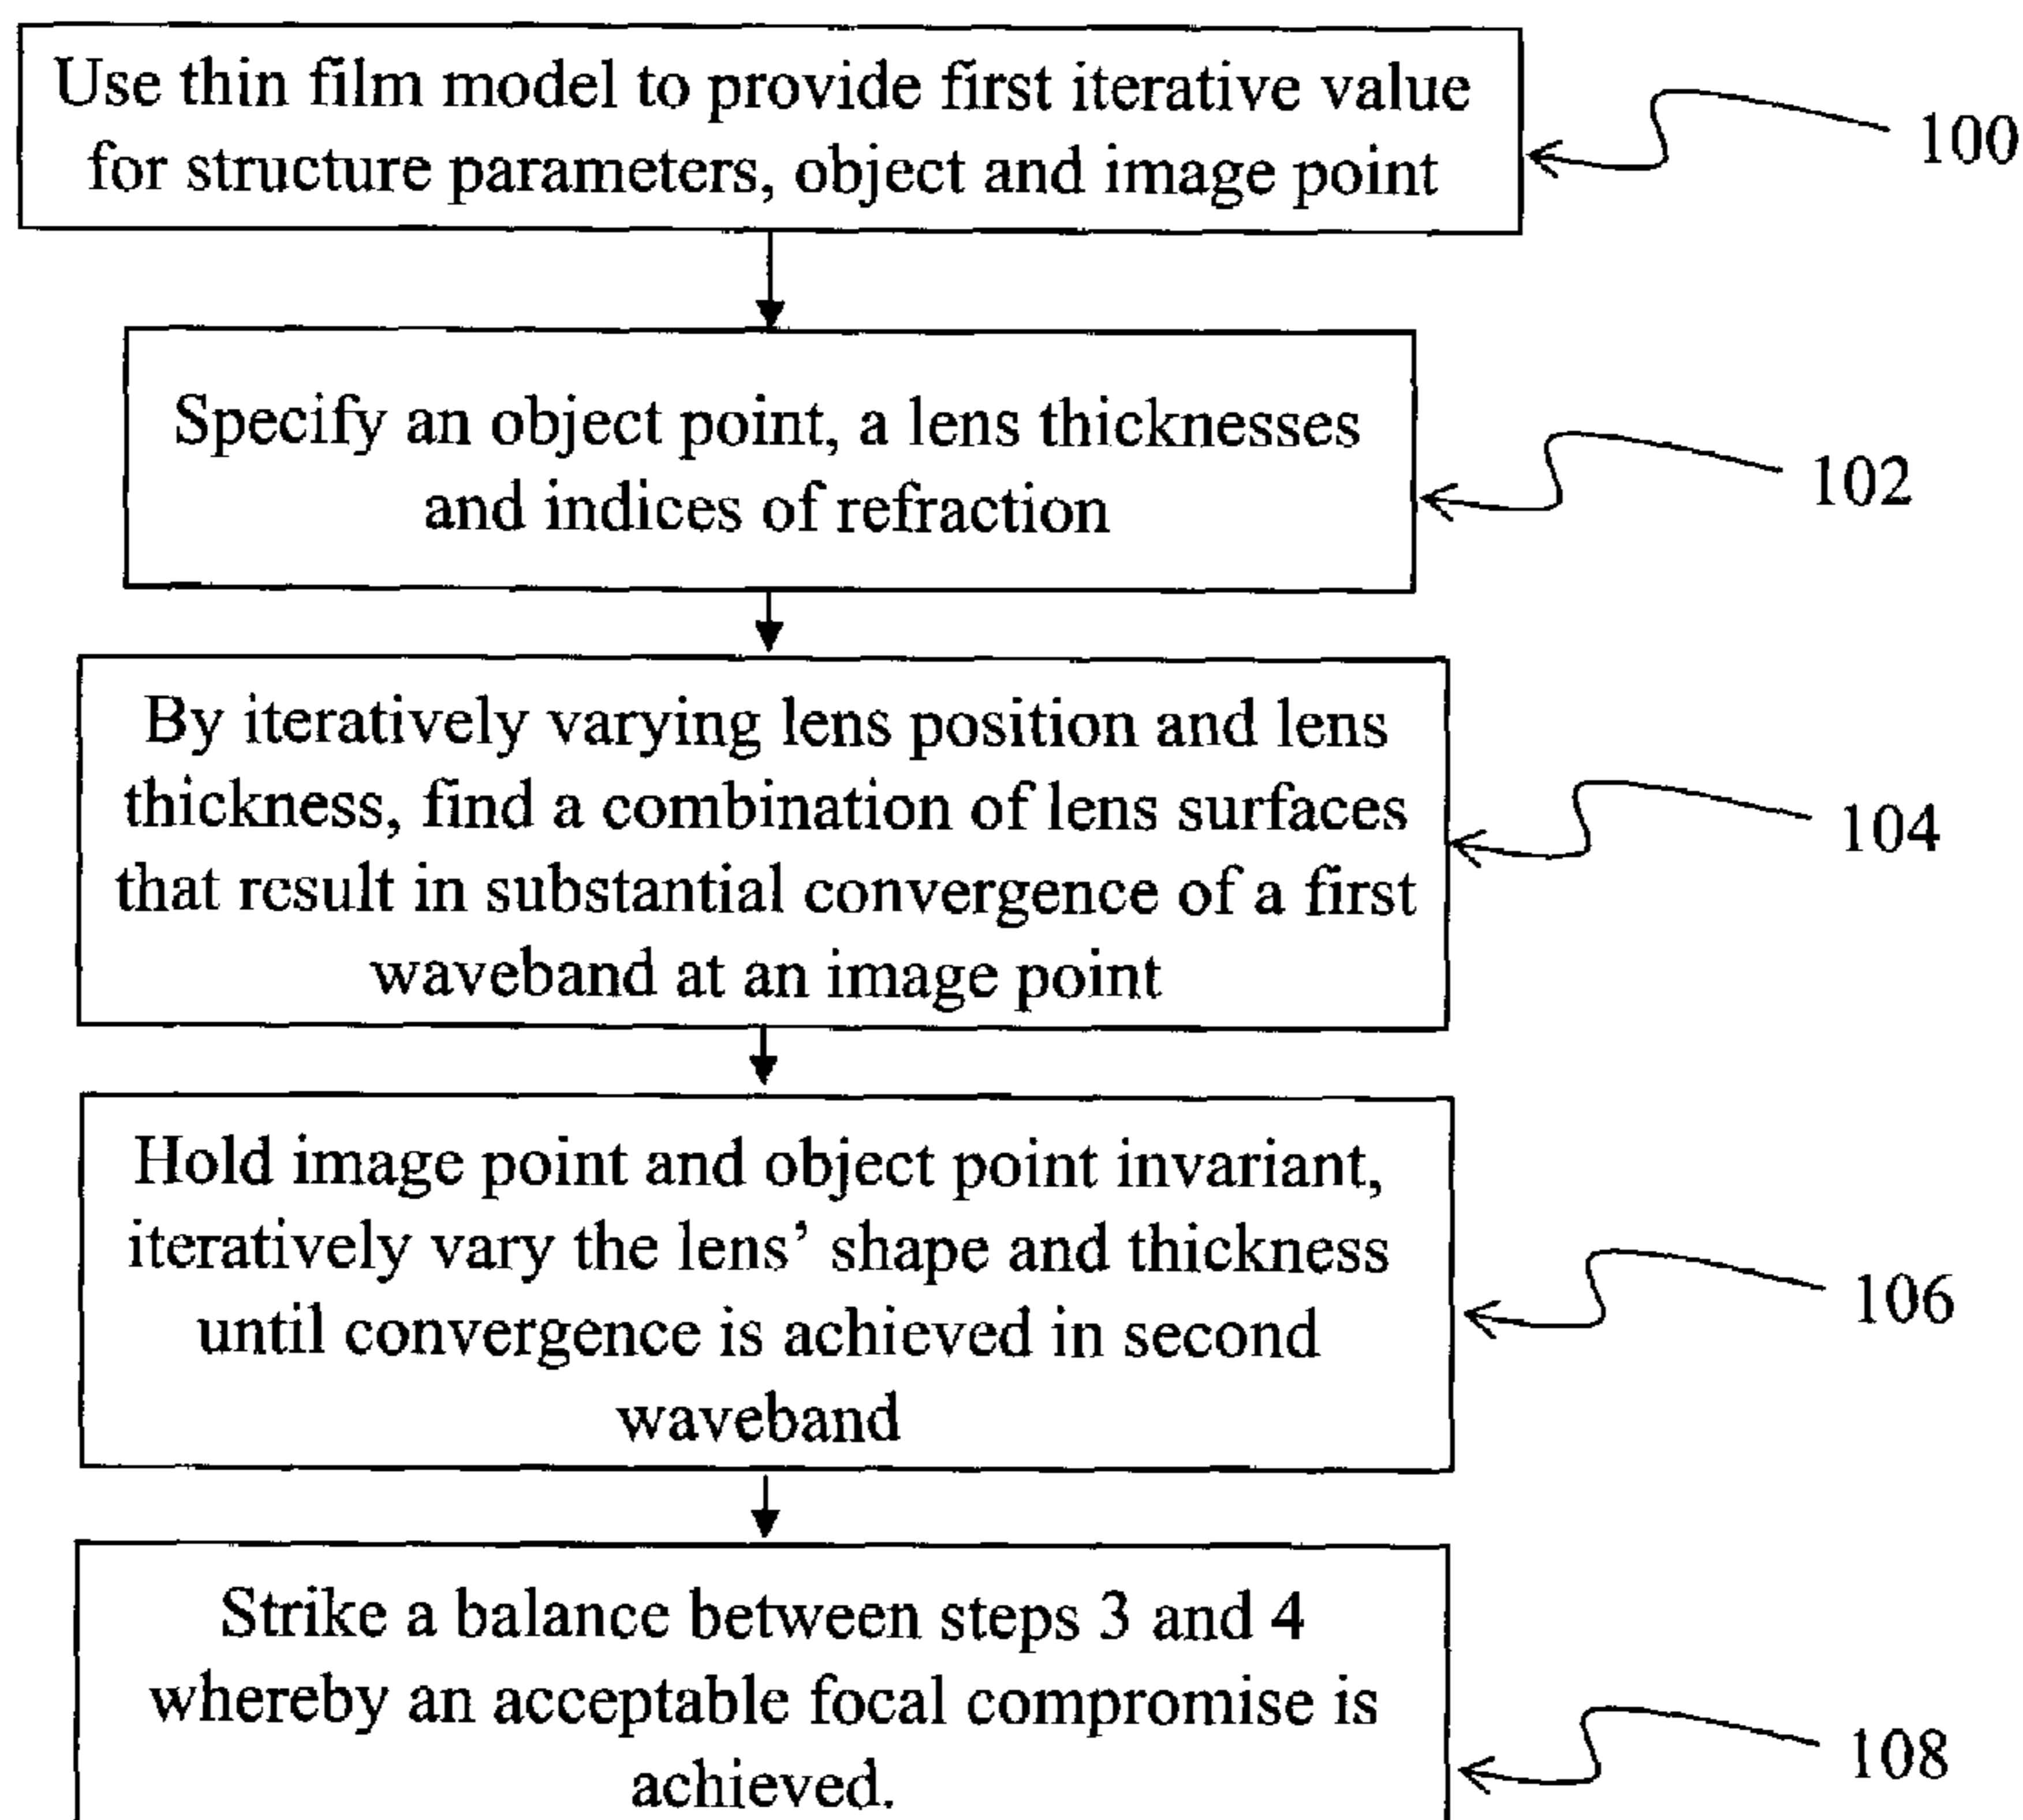 Use thin film model to provide first iterative value
for structure parameters, object and image point
100
Specify an object point, a lens thicknesses
and indices of refraction
102
By iteratively varying lens position and lens
thickness, find a combination of lens surfaces
that result in substantial convergence of a first
waveband at an image point
104
Hold image point and object point invariant,
iteratively vary the lens’ shape and thickness
until convergence is achieved in second
waveband
106
Strike a balance between steps 3 and 4
whereby an acceptable focal compromise is
achieved.
108